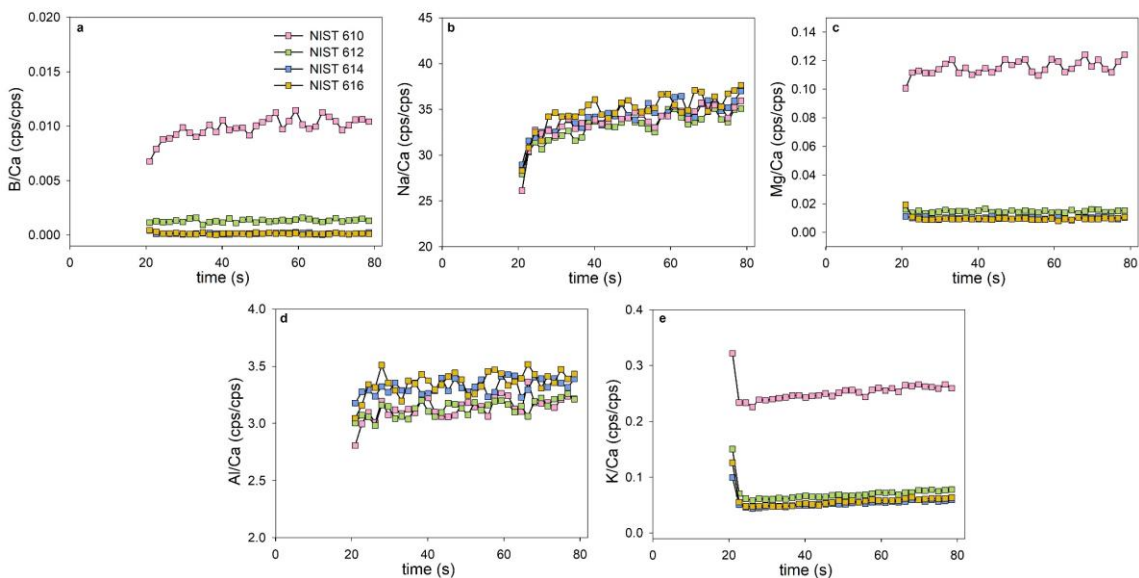 a
NIST 610
NIST 612
NIST 614
NIST 616
B/Ca (cps/cps)
0.020
0.015
0.010
0.005
0.000
0 20 40 60 80
time (s)
b
Na/Ca (cps/cps)
45
40
35
30
25
20
0 20 40 60 80
time (s)
c
Mg/Ca (cps/cps)
0.14
0.12
0.10
0.08
0.06
0.04
0.02
0.00
0 20 40 60 80
time (s)
d
Al/Ca (cps/cps)
4.0
3.5
3.0
2.5
2.0
0 20 40 60 80
time (s)
e
K/Ca (cps/cps)
0.4
0.3
0.2
0.1
0.0
0 20 40 60 80
time (s)